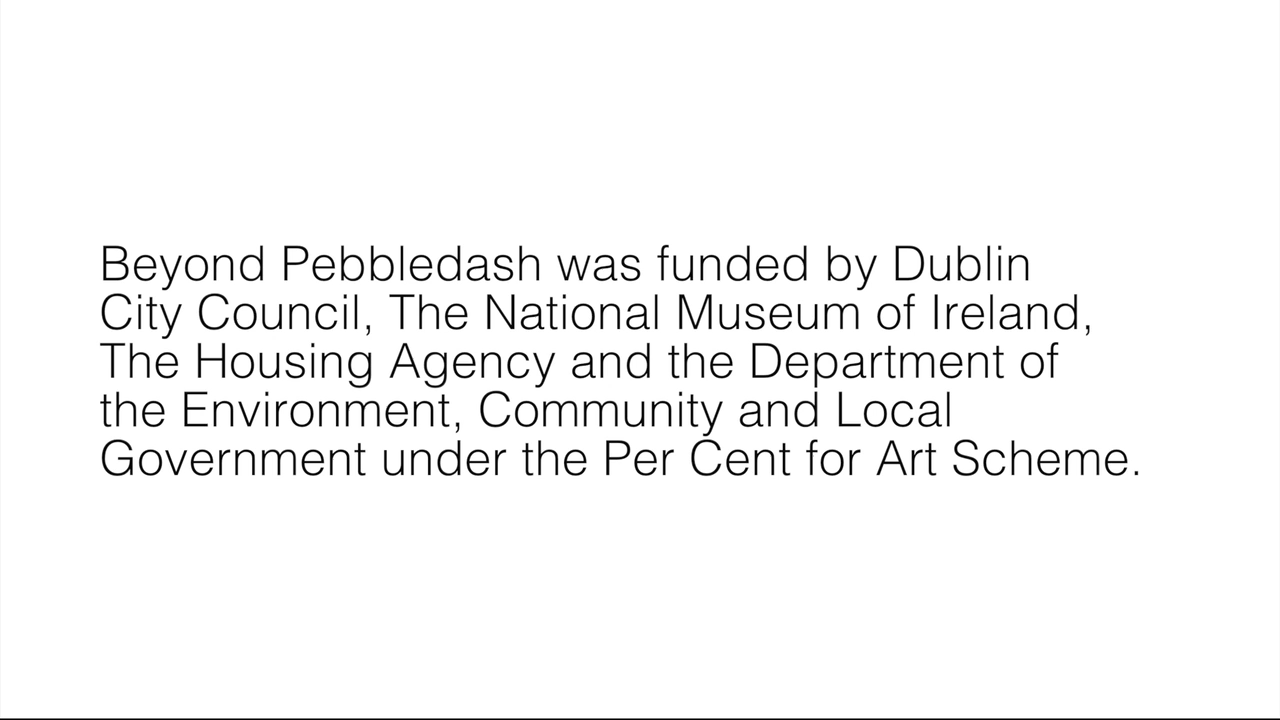 Beyond Pebbledash was funded by Dublin
City Council, The National Museum of Ireland,
The Housing Agency and the Department of
the Environment, Community and Local
Government under the Per Cent for Art Scheme.